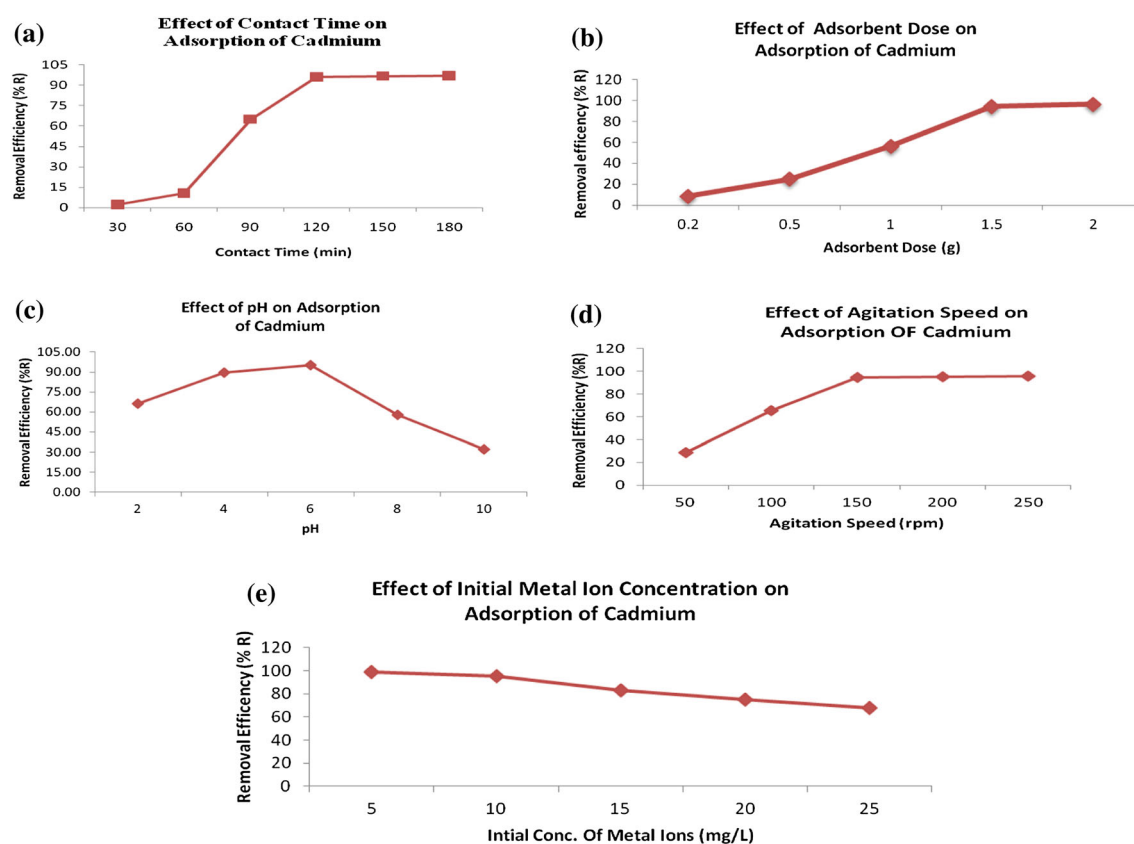 (a)
Effect of Contact Time on
Adsorption of Cadmium
Removal Efficiency (% R)
105
90
75
60
45
30
15
0
30 60 90 120 150 180
Contact Time (min)
(b)
Effect of Adsorbent Dose on
Adsorption of Cadmium
Removal efficency (% R)
120
100
80
60
40
20
0
0.2 0.5 1 1.5 2
Adsorbent Dose (g)
(c)
Effect of pH on Adsorption
of Cadmium
Removal Efficiency (%R)
105.00
90.00
75.00
60.00
45.00
30.00
15.00
0.00
2 4 6 8 10
pH
(d)
Effect of Agitation Speed on
Adsorption OF Cadmium
Removal Efficiency (%R)
120
100
80
60
40
20
0
50 100 150 200 250
Agitation Speed (rpm)
(e)
Effect of Initial Metal Ion Concentration on
Adsorption of Cadmium
Removal Efficency (% R)
120
100
80
60
40
20
0
5 10 15 20 25
Intial Conc. Of Metal Ions (mg/L)